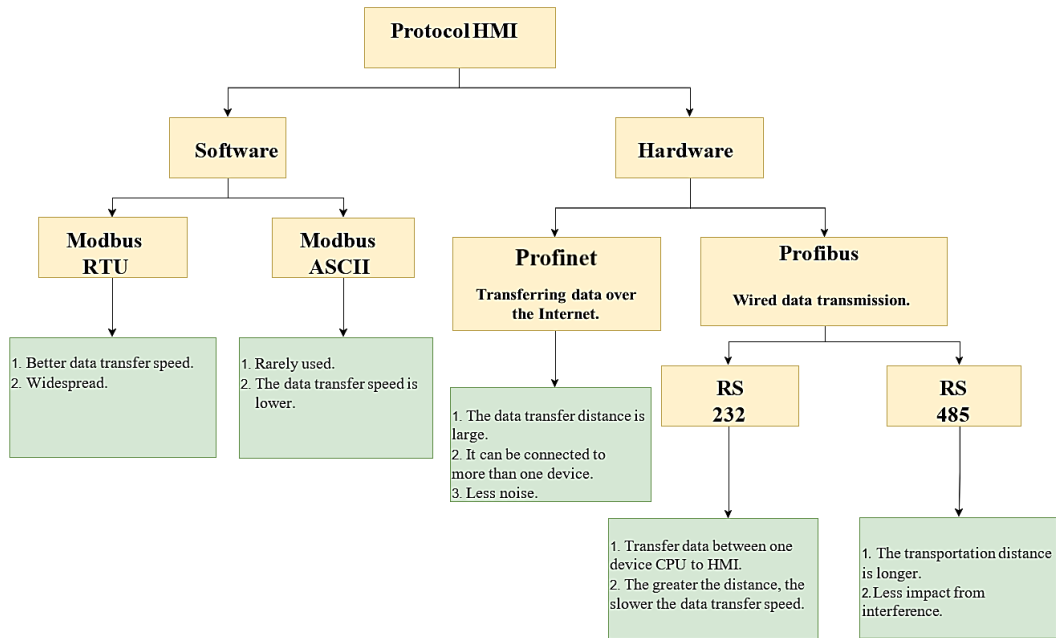 Protocol HMI
Software
Hardware
Modbus
RTU
Modbus
ASCII
Profinet
Transferring data over
the Internet.
Profibus
Wired data transmission.
1. Better data transfer speed.
2. Widespread.
1. Rarely used.
2. The data transfer speed is
lower.
1. The data transfer distance is
large.
2. It can be connected to
more than one device.
3. Less noise.
RS
232
RS
485
1. Transfer data between one
device CPU to HMI.
2. The greater the distance, the
slower the data transfer speed.
1. The transportation distance
is longer.
2.Less impact from
interference.